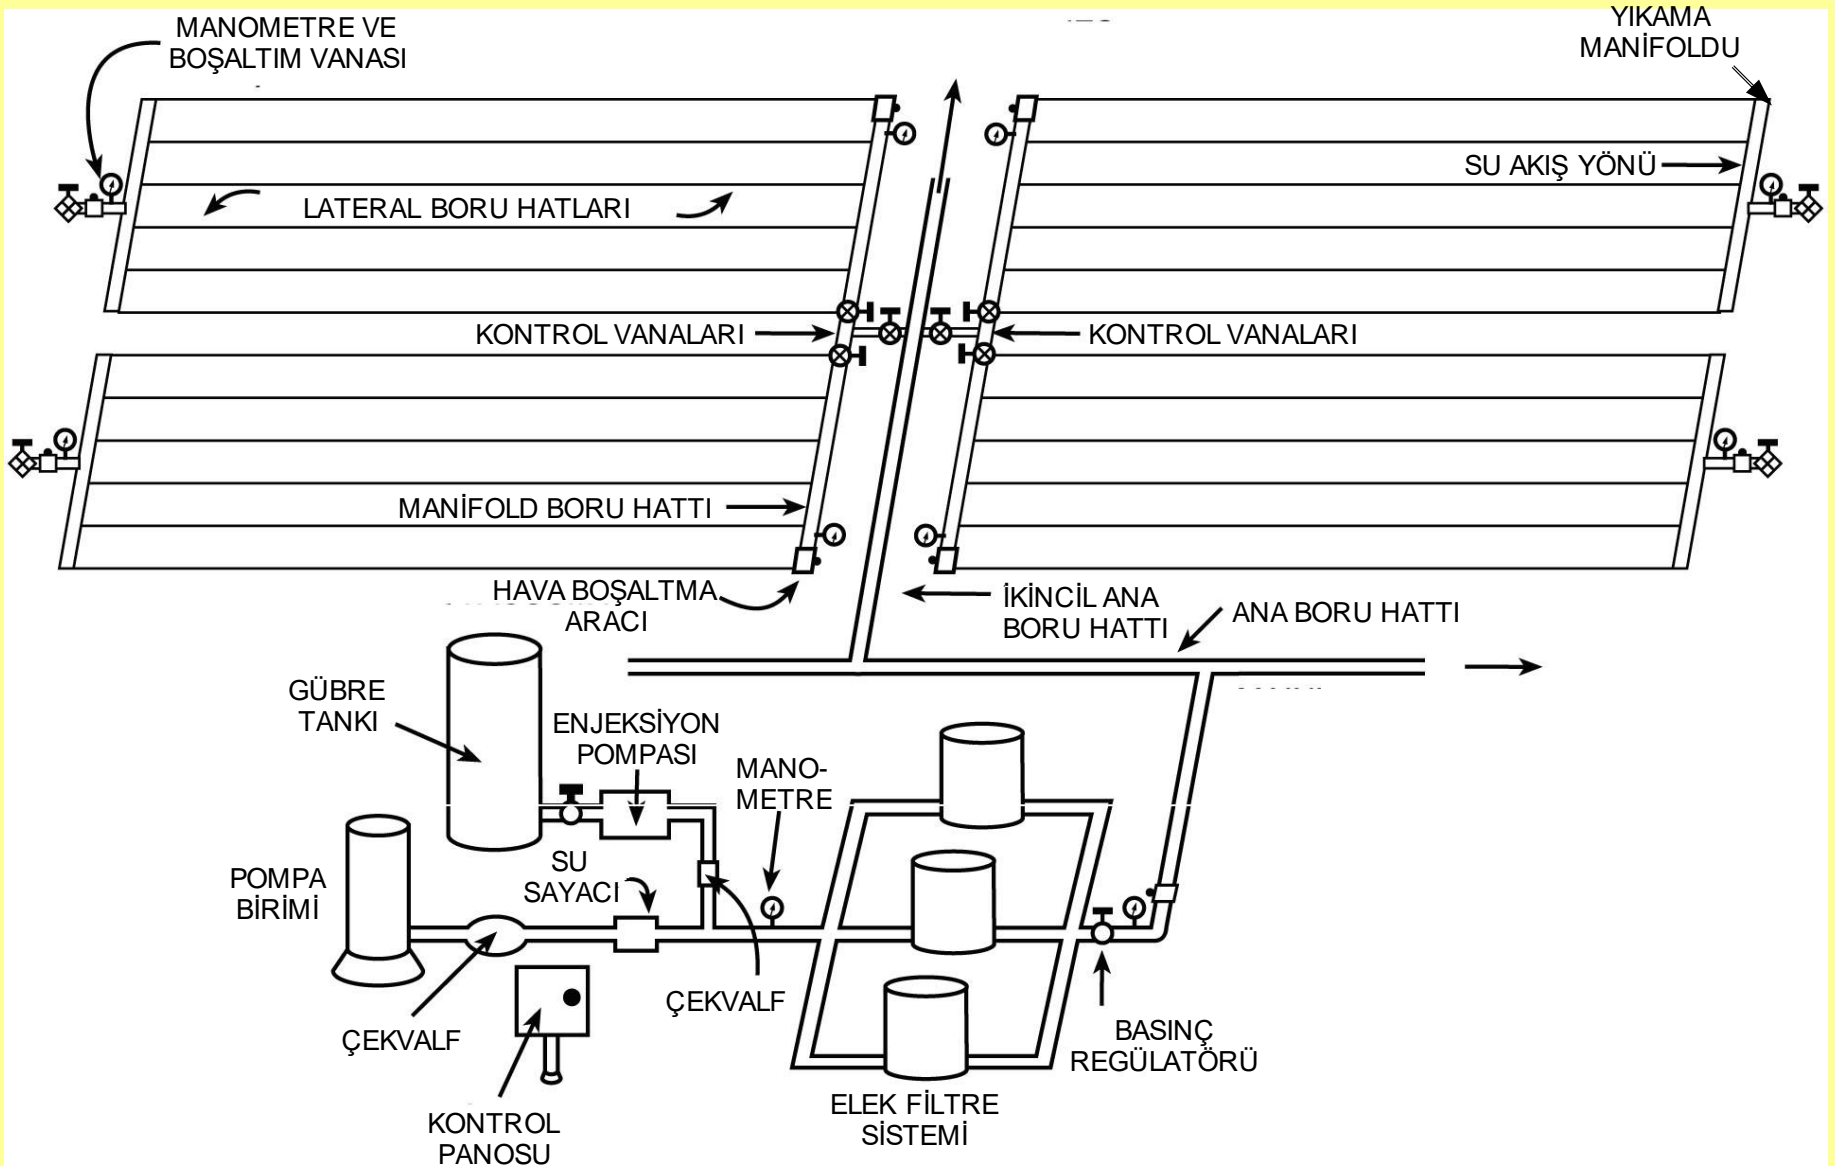 MANOMETRE VE
BOŞALTIM VANASI
YIKAMA
MANİFOLDU
SU AKIŞ YÖNÜ
LATERAL BORU HATLARI
KONTROL VANALARI
KONTROL VANALARI
MANİFOLD BORU HATTI
HAVA BOŞALTMA
ARACI
İKİNCİL ANA
BORU HATTI
ANA BORU HATTI
GÜBRE
TANKI
ENJEKSİYON
POMPASI
MANO-
METRE
SU
SAYACI
POMPA
BİRİMİ
ÇEKVALF
ÇEKVALF
BASINÇ
REGÜLATÖRÜ
KONTROL
PANOSU
ELEK FİLTRE
SİSTEMİ